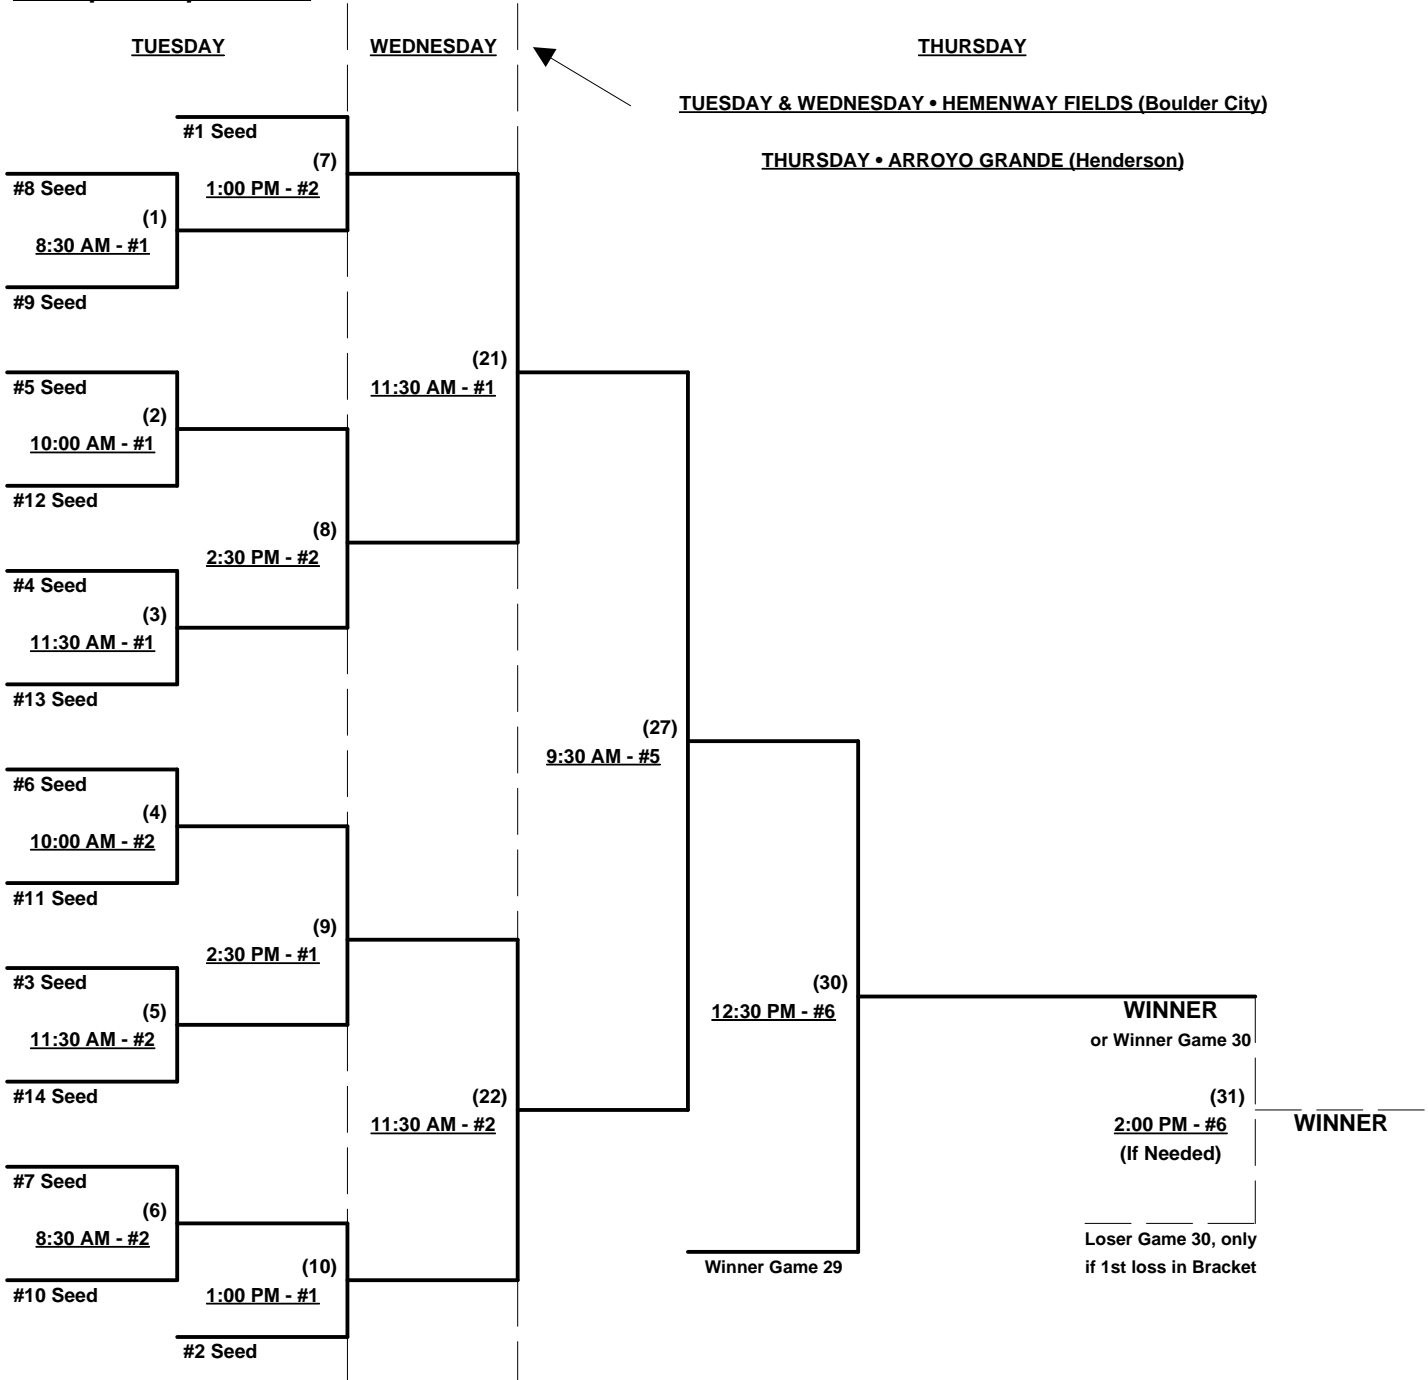 TUESDAY
WEDNESDAY
THURSDAY
TUESDAY & WEDNESDAY • HEMENWAY FIELDS (Boulder City)
THURSDAY • ARROYO GRANDE (Henderson)
#1 Seed
(7)
1:00 PM - #2
#8 Seed
(1)
8:30 AM - #1
#9 Seed
(21)
11:30 AM - #1
#5 Seed
(2)
10:00 AM - #1
#12 Seed
(8)
2:30 PM - #2
#4 Seed
(3)
11:30 AM - #1
#13 Seed
(27)
9:30 AM - #5
#6 Seed
(4)
10:00 AM - #2
#11 Seed
(9)
2:30 PM - #1
#3 Seed
(5)
11:30 AM - #2
#14 Seed
(30)
12:30 PM - #6
WINNER
or Winner Game 30
(22)
11:30 AM - #2
(31)
2:00 PM - #6
(If Needed)
WINNER
#7 Seed
(6)
8:30 AM - #2
#10 Seed
(10)
1:00 PM - #1
#2 Seed
Winner Game 29
Loser Game 30, only
if 1st loss in Bracket